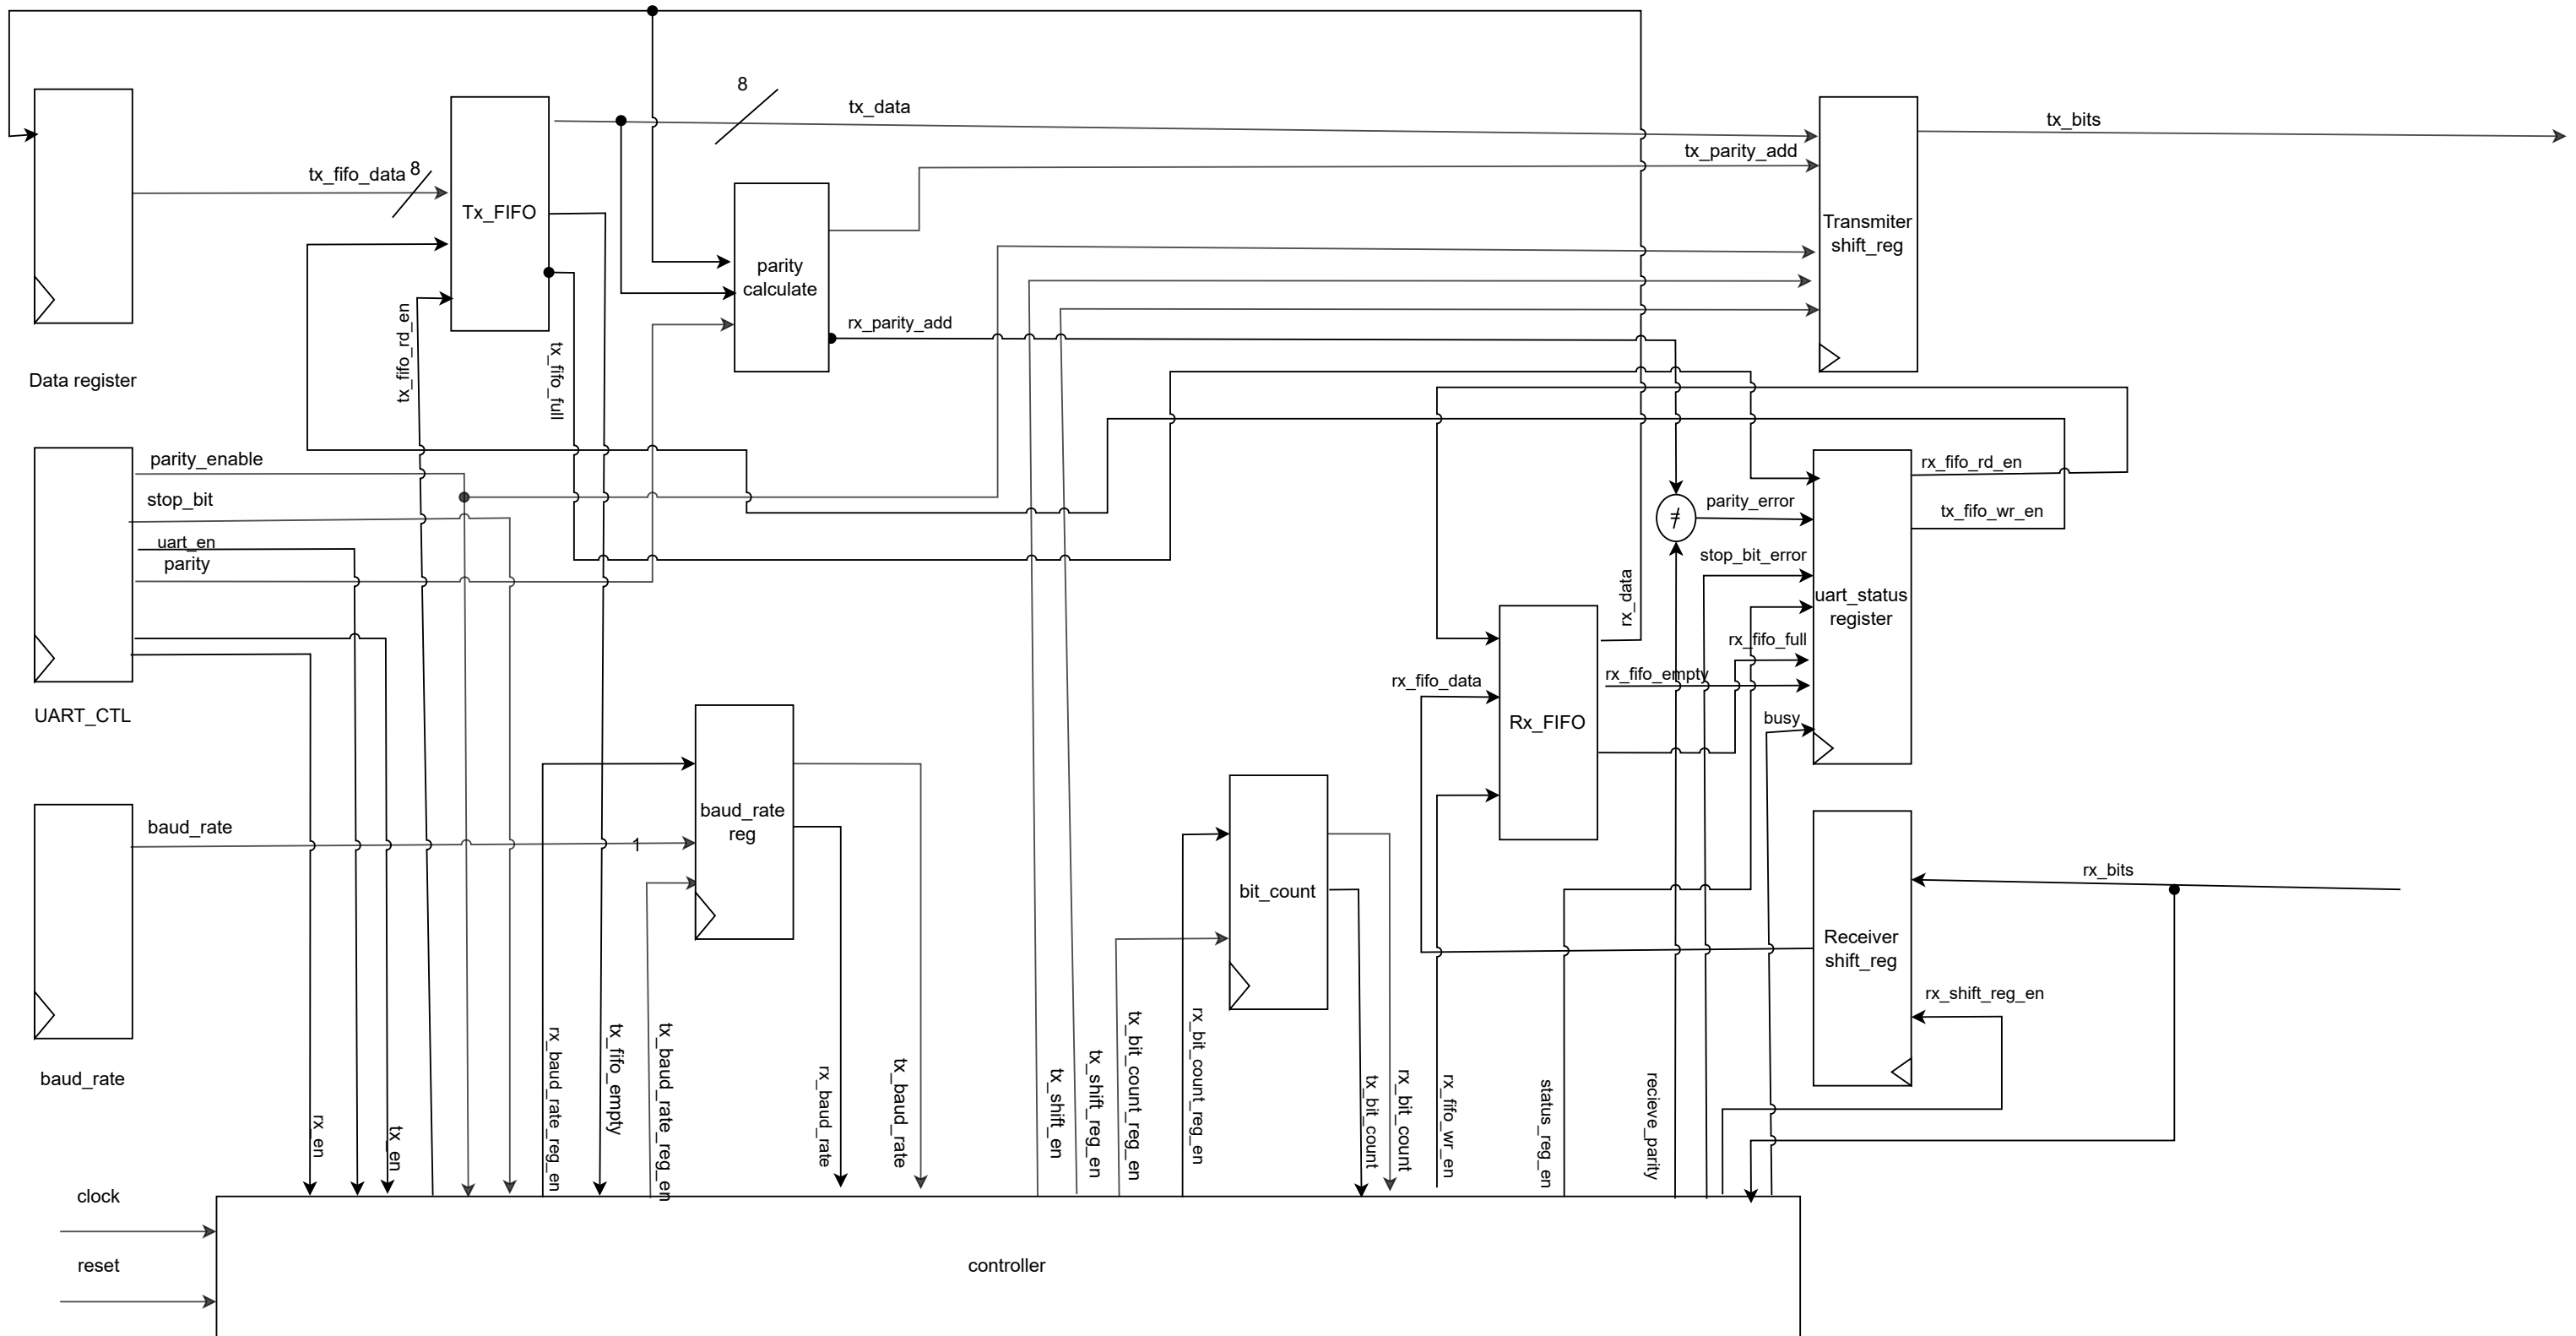 8
tx_data
tx_bits
tx_parity_add
tx_fifo_data
8
Tx_FIFO
Transmiter
shift_reg
parity
calculate
rx_parity_add
tx_fifo_rd_en
tx_fifo_full
Data register
parity_enable
stop_bit
uart_en
parity
rx_fifo_rd_en
parity_error
≠
tx_fifo_wr_en
stop_bit_error
uart_status
register
rx_data
rx_fifo_full
rx_fifo_empty
rx_fifo_data
Rx_FIFO
busy
UART_CTL
baud_rate
baud_rate
reg
1
bit_count
rx_bits
Receiver
shift_reg
rx_shift_reg_en
baud_rate
rx_en
tx_en
rx_baud_rate_reg_en
tx_fifo_empty
tx_baud_rate_reg_en
rx_baud_rate
tx_baud_rate
tx_shift_en
tx_shift_reg_en
tx_bit_count_reg_en
rx_bit_count_reg_en
tx_bit_count
rx_bit_count
rx_fifo_wr_en
status_reg_en
recieve_parity
clock
reset
controller